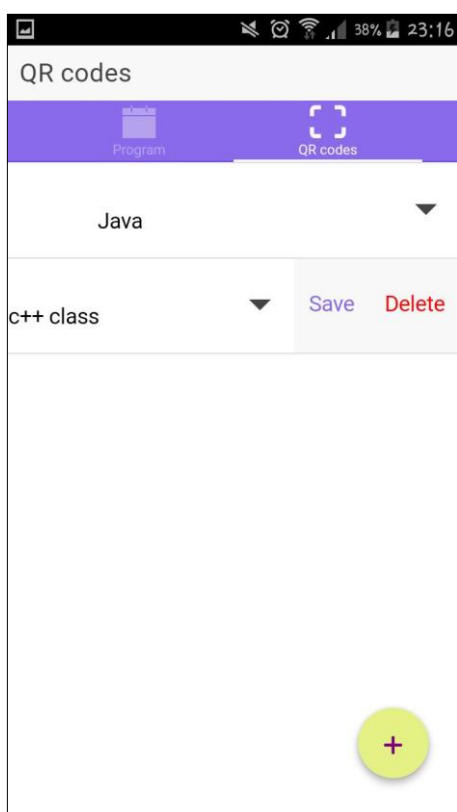 38% 23:16
QR codes
Program QR codes
Java
c++ class Save Delete
+